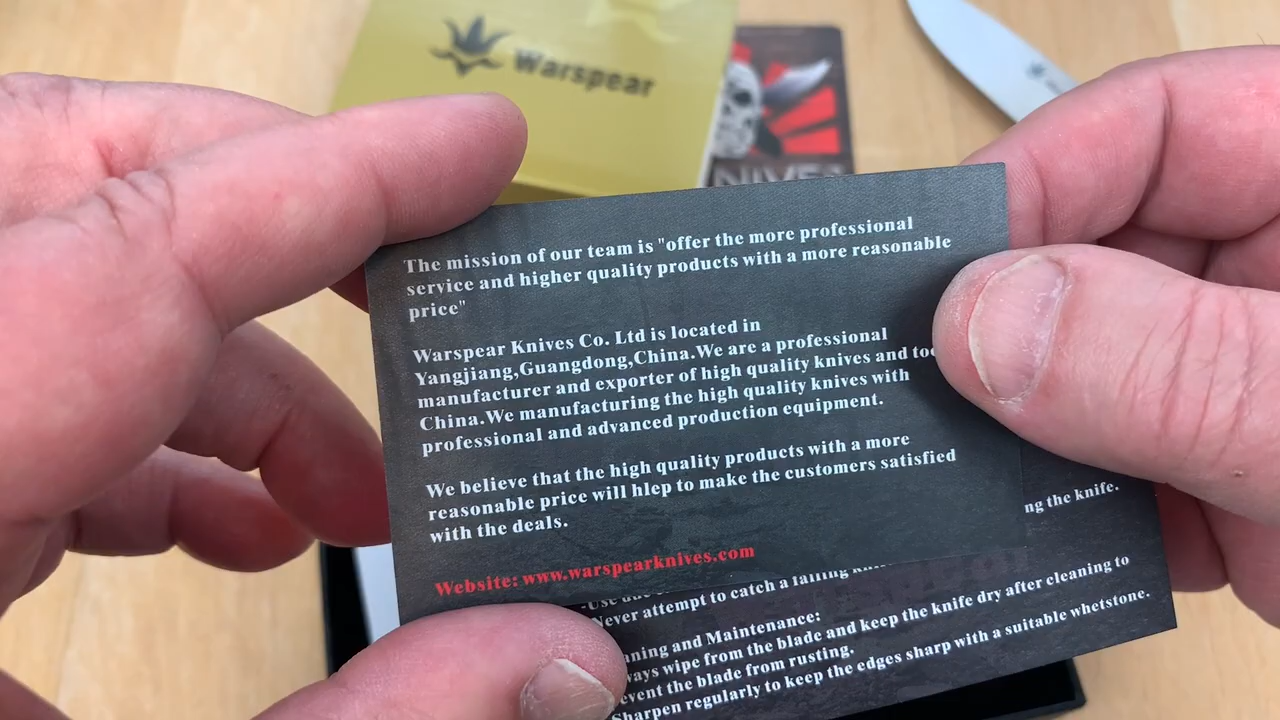 Warspear
The mission of our team is "offer the more professional
service and higher quality products with a more reasonable
price"
Warspear Knives Co. Ltd is located in
Yangjiang,Guangdong,China.We are a professional
manufacturer and exporter of high quality knives and
China.We manufacturing the high quality knives with
professional and advanced production equipment.
We believe that the high quality products with a more
reasonable price will hlep to make the customers satisfied
with the deals.
Website: www.warspearknives.com
the knife.
Never attempt to catch a falling
and Maintenance:
wipe from the blade and keep the knife dry after cleaning to
the blade from rusting.
Sharpen regularly to keep the edges sharp with a suitable whetstone.